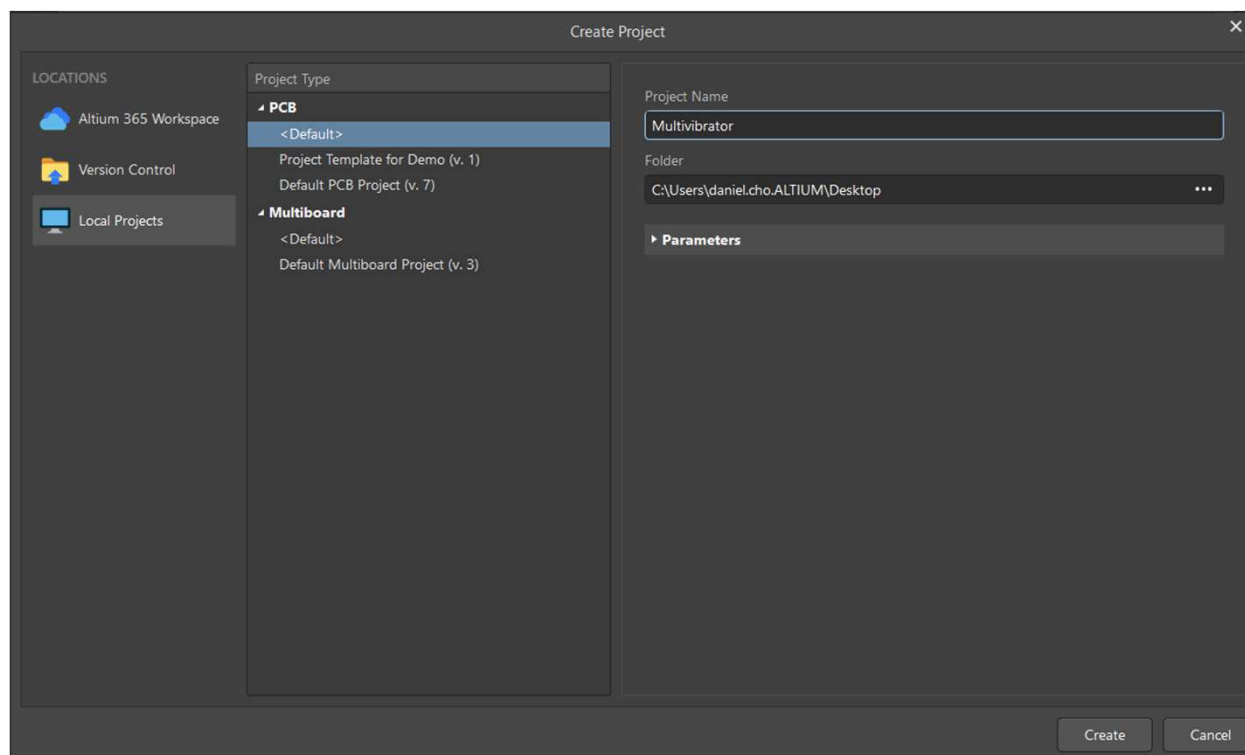 Create Project
LOCATIONS
Altium 365 Workspace
Version Control
Local Projects
Project Type
PCB
<Default>
Project Template for Demo (v. 1)
Default PCB Project (v. 7)
Multiboard
<Default>
Default Multiboard Project (v. 3)
Project Name
Multivibrator
Folder
C:\Users\daniel.cho.ALTIUM\Desktop
Parameters
Create
Cancel